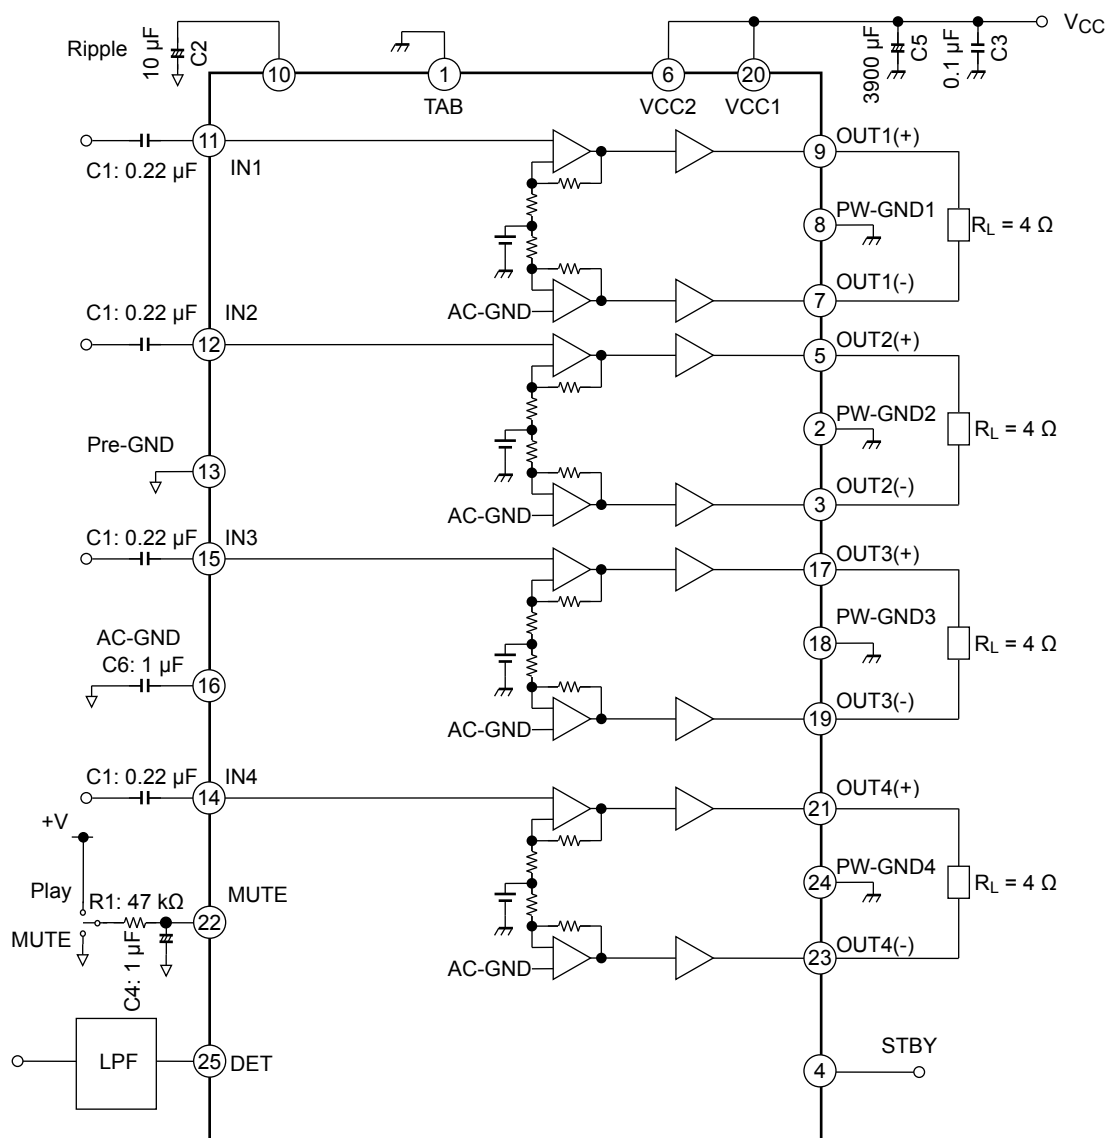 Ripple
10 µF
C2
10
1
TAB
6
VCC2
20
VCC1
3900 µF
C5
0.1 µF
C3
VCC
11
IN1
C1: 0.22 µF
9
OUT1(+)
8
PW-GND1
RL = 4 Ω
7
OUT1(-)
AC-GND
C1: 0.22 µF
IN2
12
5
OUT2(+)
2
PW-GND2
RL = 4 Ω
3
OUT2(-)
AC-GND
Pre-GND
13
C1: 0.22 µF
IN3
15
17
OUT3(+)
18
PW-GND3
RL = 4 Ω
19
OUT3(-)
AC-GND
AC-GND
C6: 1 µF
16
C1: 0.22 µF
IN4
14
21
OUT4(+)
24
PW-GND4
RL = 4 Ω
23
OUT4(-)
AC-GND
+V
Play
R1: 47 kΩ
MUTE
22
MUTE
C4: 1 µF
LPF
25
DET
4
STBY